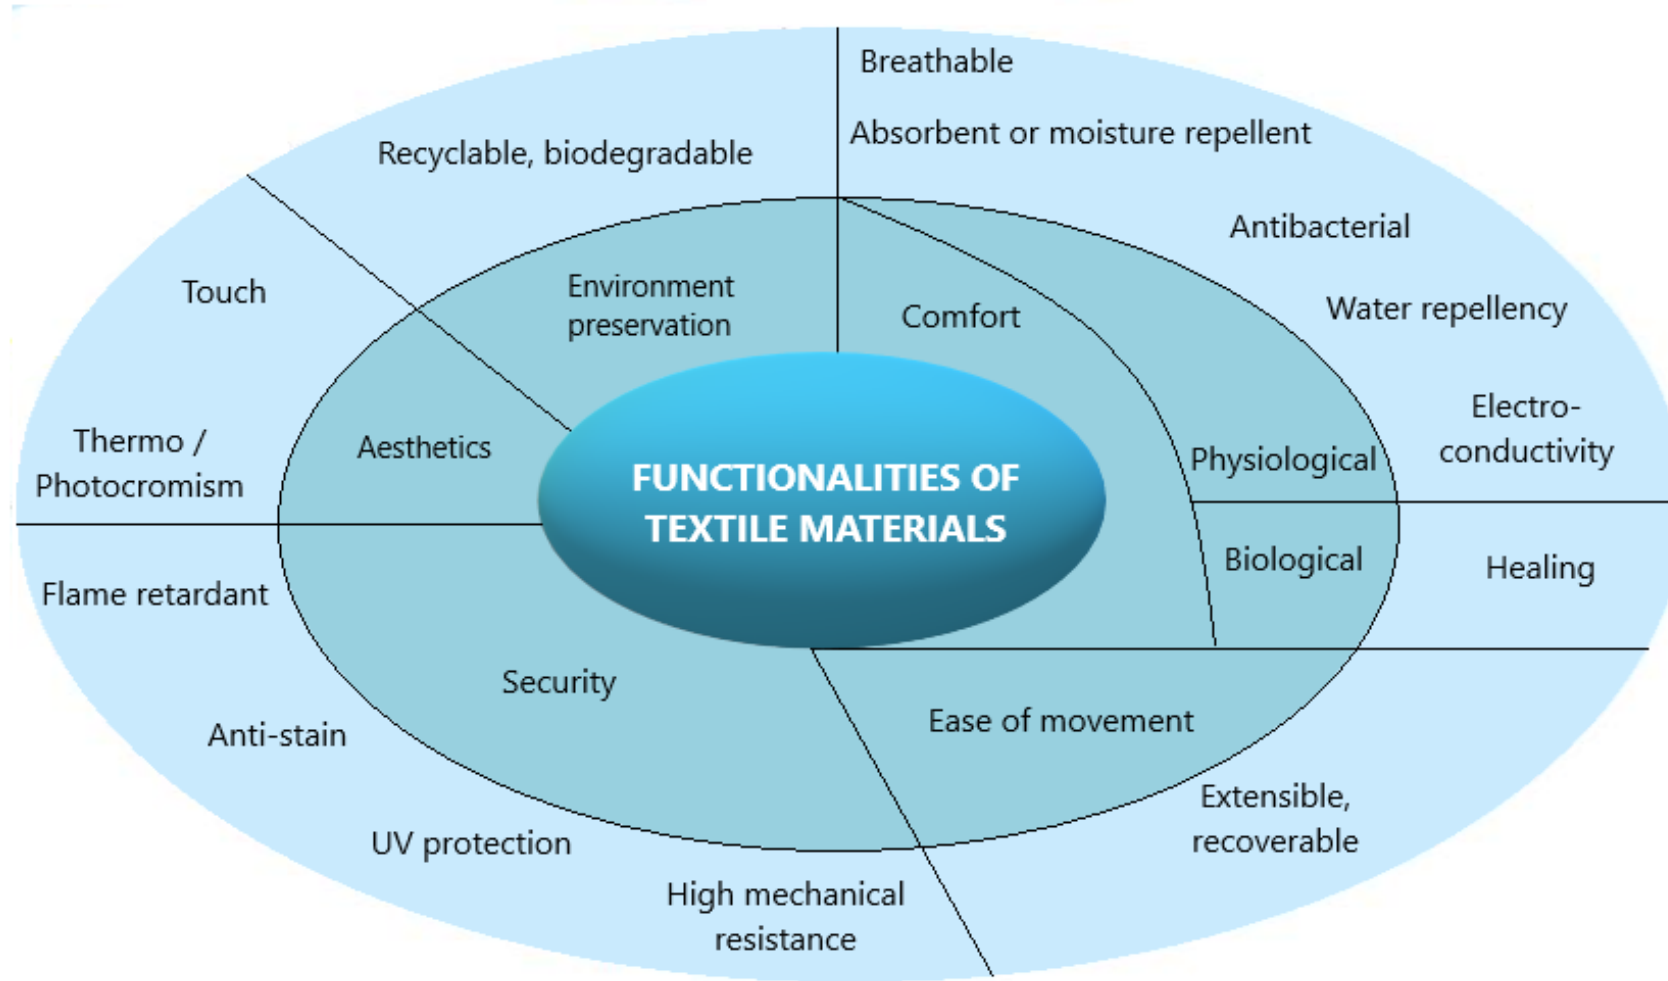 Breathable
Absorbent or moisture repellent
Recyclable, biodegradable
Antibacterial
Water repellency
Touch
Environment
preservation
Comfort
Electro-
conductivity
Thermo /
Photocromism
Aesthetics
Physiological
FUNCTIONALITIES OF
TEXTILE MATERIALS
Biological
Healing
Flame retardant
Security
Ease of movement
Anti-stain
Extensible,
recoverable
UV protection
High mechanical
resistance